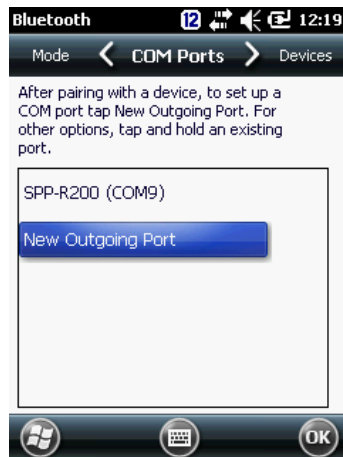 Bluetooth 12 12:19
Mode COM Ports Devices
After pairing with a device, to set up a
COM port tap New Outgoing Port. For
other options, tap and hold an existing
port.
SPP-R200 (COM9)
New Outgoing Port
OK